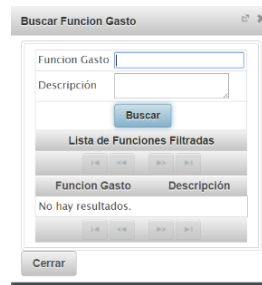 Buscar Funcion Gasto
Funcion Gasto
Descripción
Buscar
Lista de Funciones Filtradas
Funcion Gasto Descripción
No hay resultados.
Cerrar